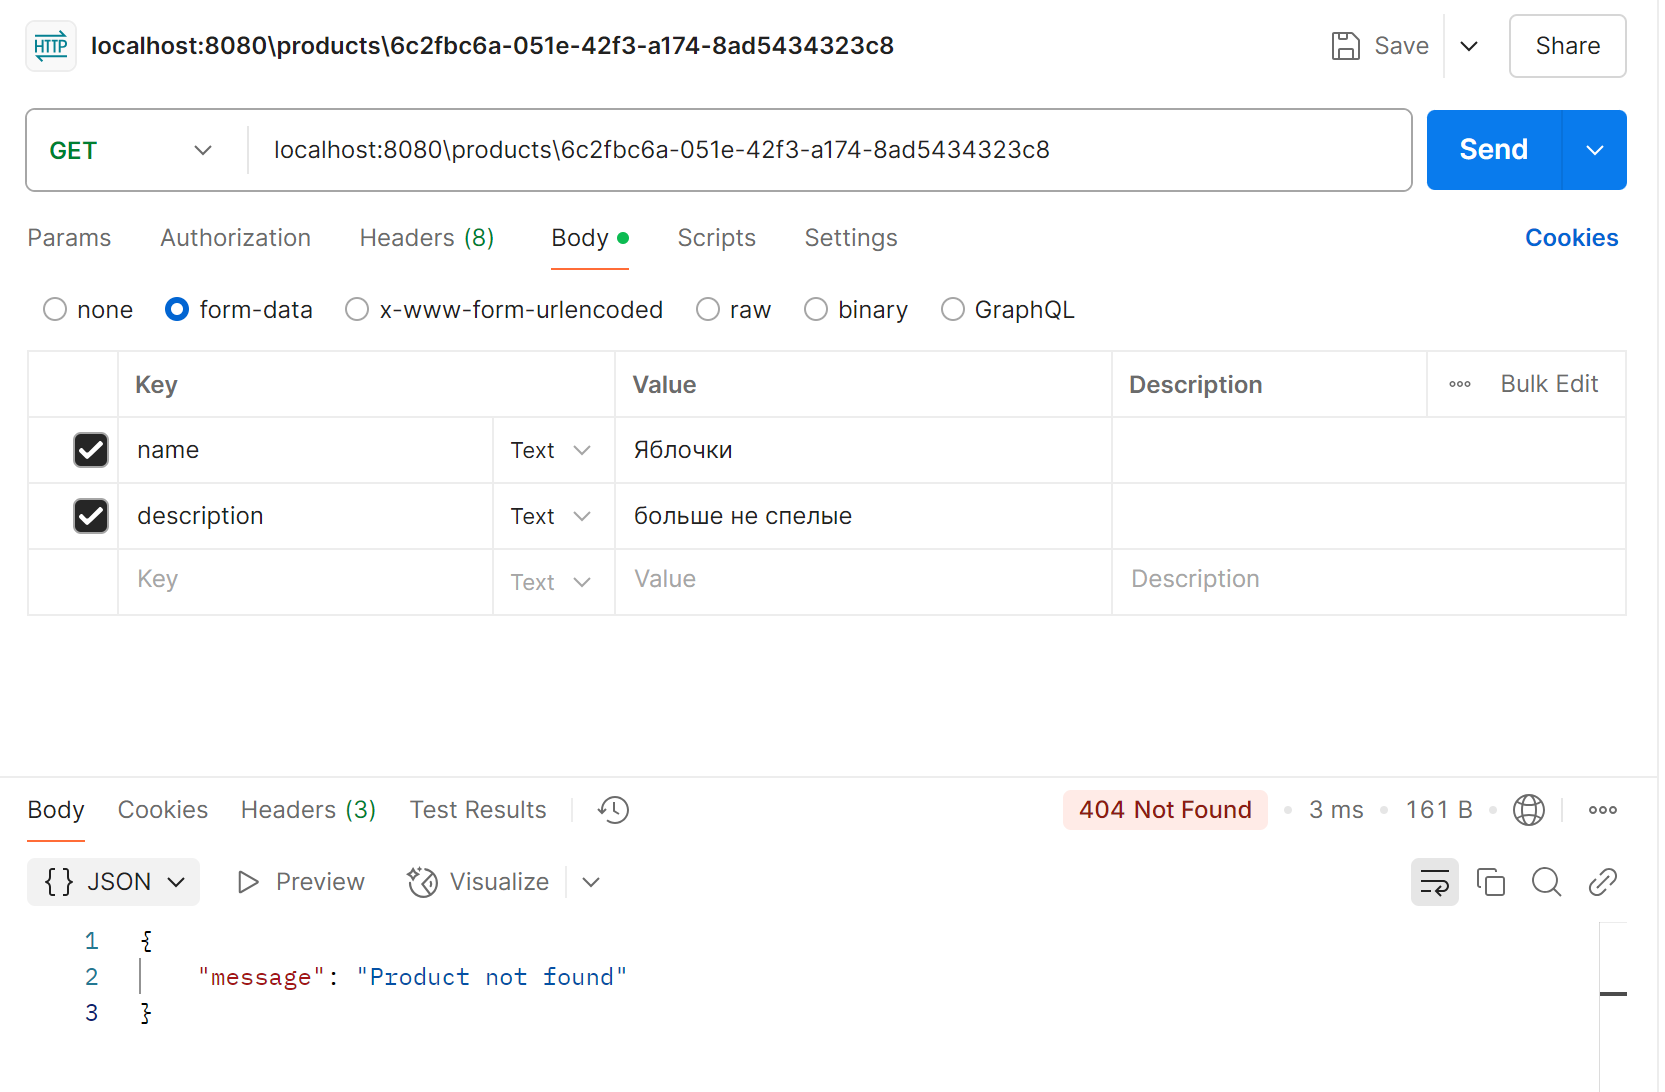 HTTP localhost:8080\products\6c2fbc6a-051e-42f3-a174-8ad5434323c8 Save Share
GET localhost:8080\products\6c2fbc6a-051e-42f3-a174-8ad5434323c8 Send
Params Authorization Headers (8) Body Scripts Settings Cookies
none form-data x-www-form-urlencoded raw binary GraphQL
Key Value Description Bulk Edit
name Text Яблочки
description Text больше не спелые
Key Text Value Description
Body Cookies Headers (3) Test Results 404 Not Found 3 ms 161 B
{} JSON Preview Visualize
1 {
2 "message": "Product not found"
3 }